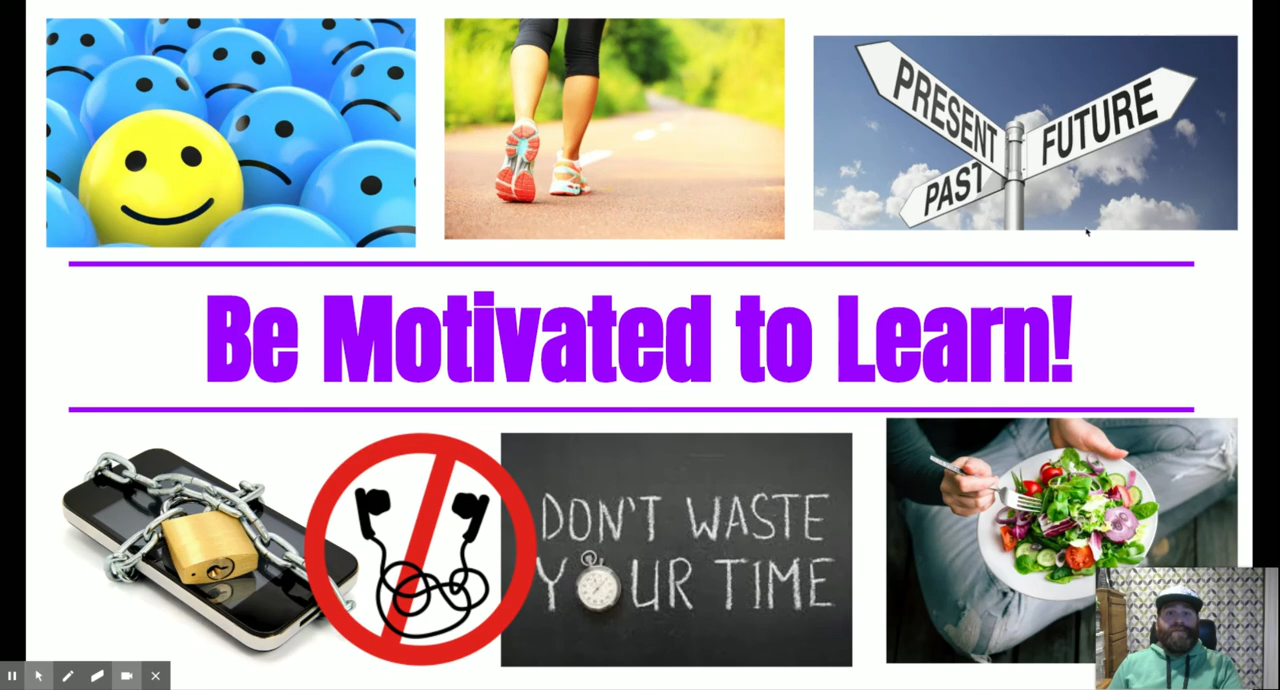 PRESENT
FUTURE
PAST
Be Motivated to Learn!
DON'T WASTE
YOUR TIME